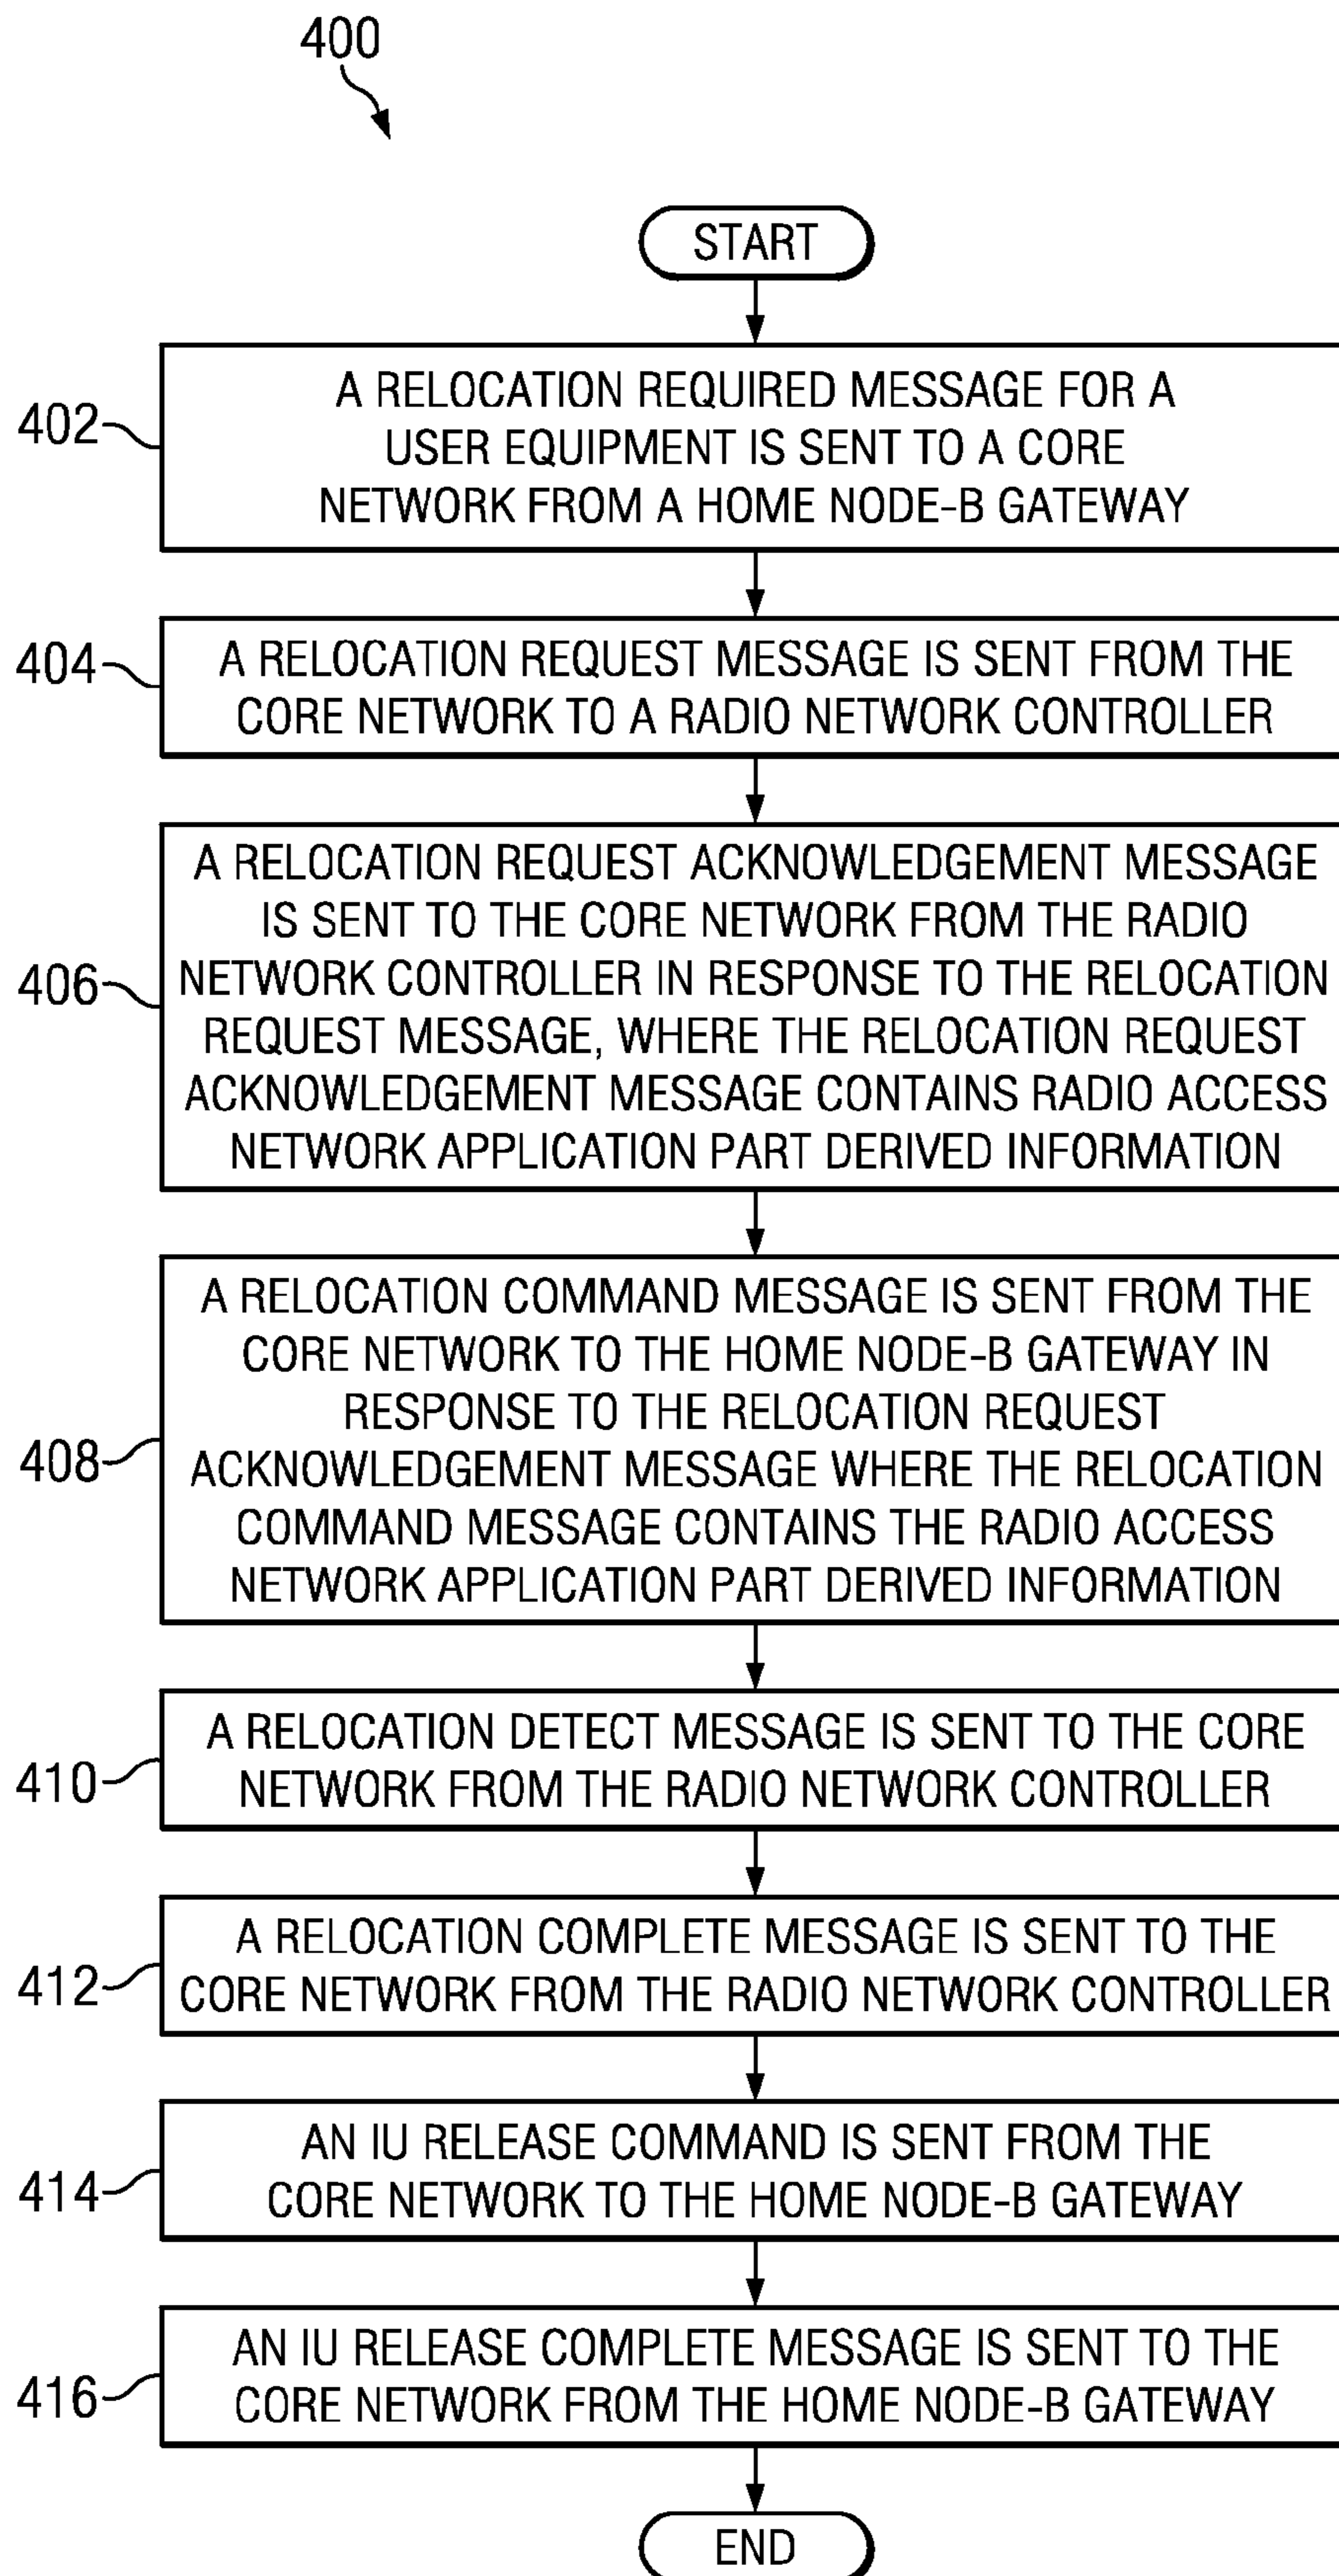 400
START
402
A RELOCATION REQUIRED MESSAGE FOR A
USER EQUIPMENT IS SENT TO A CORE
NETWORK FROM A HOME NODE-B GATEWAY
404
A RELOCATION REQUEST MESSAGE IS SENT FROM THE
CORE NETWORK TO A RADIO NETWORK CONTROLLER
406
A RELOCATION REQUEST ACKNOWLEDGEMENT MESSAGE
IS SENT TO THE CORE NETWORK FROM THE RADIO
NETWORK CONTROLLER IN RESPONSE TO THE RELOCATION
REQUEST MESSAGE, WHERE THE RELOCATION REQUEST
ACKNOWLEDGEMENT MESSAGE CONTAINS RADIO ACCESS
NETWORK APPLICATION PART DERIVED INFORMATION
408
A RELOCATION COMMAND MESSAGE IS SENT FROM THE
CORE NETWORK TO THE HOME NODE-B GATEWAY IN
RESPONSE TO THE RELOCATION REQUEST
ACKNOWLEDGEMENT MESSAGE WHERE THE RELOCATION
COMMAND MESSAGE CONTAINS THE RADIO ACCESS
NETWORK APPLICATION PART DERIVED INFORMATION
410
A RELOCATION DETECT MESSAGE IS SENT TO THE CORE
NETWORK FROM THE RADIO NETWORK CONTROLLER
412
A RELOCATION COMPLETE MESSAGE IS SENT TO THE
CORE NETWORK FROM THE RADIO NETWORK CONTROLLER
414
AN IU RELEASE COMMAND IS SENT FROM THE
CORE NETWORK TO THE HOME NODE-B GATEWAY
416
AN IU RELEASE COMPLETE MESSAGE IS SENT TO THE
CORE NETWORK FROM THE HOME NODE-B GATEWAY
END